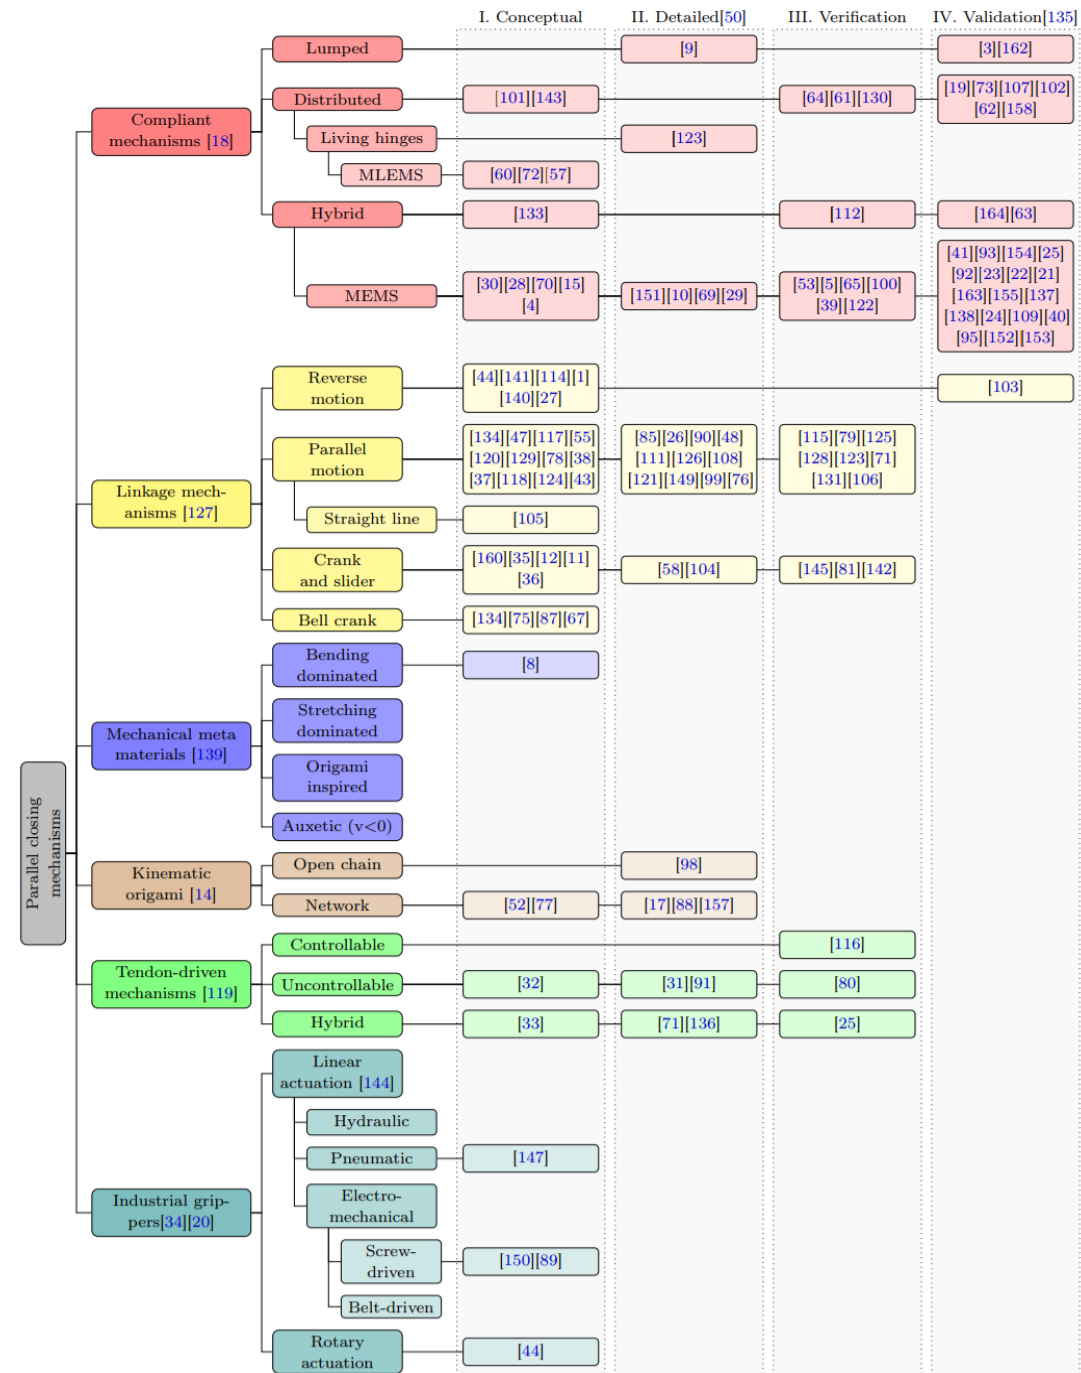 I. Conceptual
II. Detailed[50]
III. Verification
IV. Validation[135]
Parallel closing
mechanisms
Compliant
mechanisms [18]
Lumped
[9]
[3][162]
Distributed
[101][143]
[64][61][130]
[19][73][107][102]
[62][158]
Living hinges
[123]
MLEMS
[60][72][57]
Hybrid
[133]
[112]
[164][63]
MEMS
[30][28][70][15]
[4]
[151][10][69][29]
[53][5][65][100]
[39][122]
[41][93][154][25]
[92][23][22][21]
[163][155][137]
[138][24][109][40]
[95][152][153]
Linkage mech-
anisms [127]
Reverse
motion
[44][141][114][1]
[140][27]
[103]
Parallel
motion
[134][47][117][55]
[120][129][78][38]
[37][118][124][43]
[85][26][90][48]
[111][126][108]
[121][149][99][76]
[115][79][125]
[128][123][71]
[131][106]
Straight line
[105]
Crank
and slider
[160][35][12][11]
[36]
[58][104]
[145][81][142]
Bell crank
[134][75][87][67]
Mechanical meta
materials [139]
Bending
dominated
[8]
Stretching
dominated
Origami
inspired
Auxetic (v<0)
Kinematic
origami [14]
Open chain
[98]
Network
[52][77]
[17][88][157]
Tendon-driven
mechanisms [119]
Controllable
[116]
Uncontrollable
[32]
[31][91]
[80]
Hybrid
[33]
[71][136]
[25]
Industrial grip-
pers[34][20]
Linear
actuation [144]
Hydraulic
Pneumatic
[147]
Electro-
mechanical
Screw-
driven
[150][89]
Belt-driven
Rotary
actuation
[44]